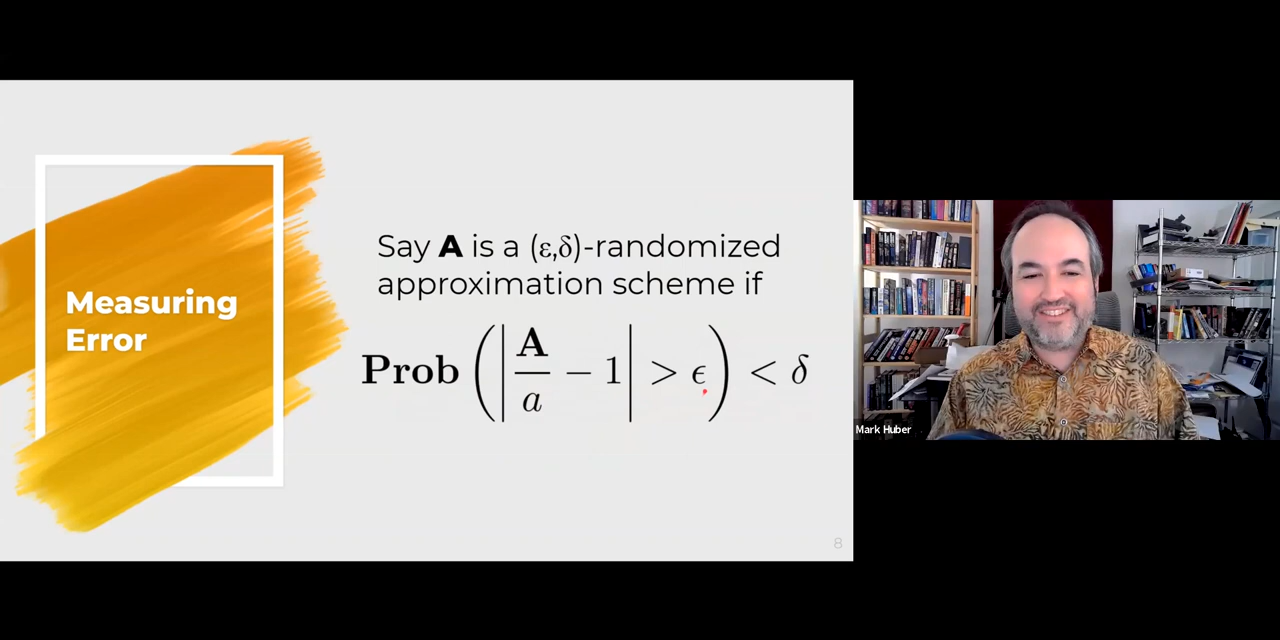 Measuring
Error
Say A is a (ε,δ)-randomized
approximation scheme if
Prob (| A/a − 1 | > ϵ) < δ
8
Mark Huber